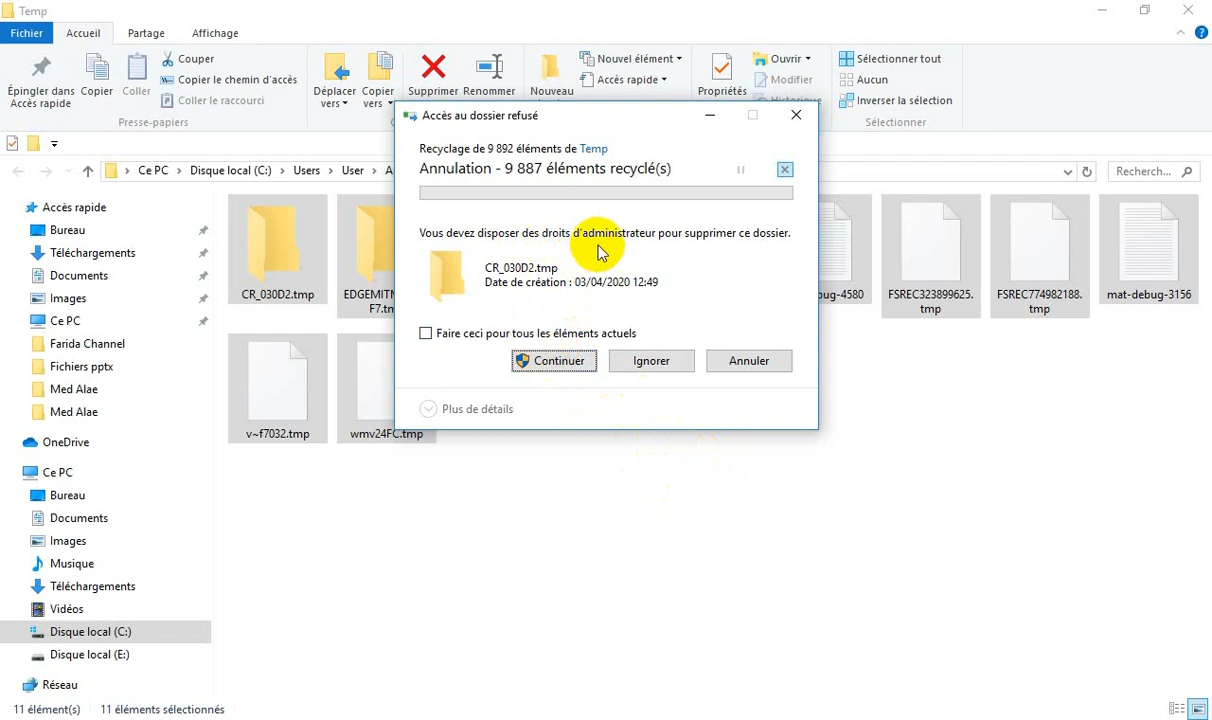 Temp
Fichier
Accueil
Partage
Affichage
Épingler dans
Accès rapide
Copier
Coller
Couper
Copier le chemin d'accès
Coller le raccourci
Presse-papiers
Déplacer
vers
Copier
vers
Supprimer
Renommer
Nouveau
Nouvel élément
Accès rapide
Propriétés
Ouvrir
Modifier
Historique
Sélectionner tout
Aucun
Inverser la sélection
Sélectionner
Ce PC
Disque local (C:)
Users
User
Recherch...
Accès rapide
Bureau
Téléchargements
Documents
Images
Ce PC
Farida Channel
Fichiers pptx
Med Alae
Med Alae
OneDrive
Ce PC
Bureau
Documents
Images
Musique
Téléchargements
Vidéos
Disque local (C:)
Disque local (E:)
Réseau
CR_030D2.tmp
FSREC323899625.
tmp
FSREC774982188.
tmp
mat-debug-3156
v~f7032.tmp
wmv24FC.tmp
Accès au dossier refusé
Recyclage de 9 892 éléments de Temp
Annulation - 9 887 éléments recyclé(s)
Vous devez disposer des droits d'administrateur pour supprimer ce dossier.
CR_030D2.tmp
Date de création : 03/04/2020 12:49
Faire ceci pour tous les éléments actuels
Continuer
Ignorer
Annuler
Plus de détails
11 élément(s)
11 éléments sélectionnés